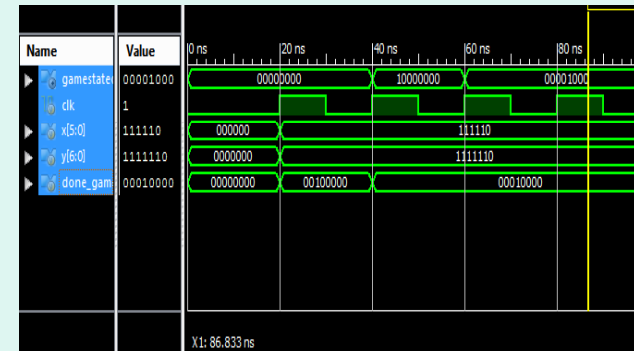 Name Value 0 ns 20 ns 40 ns 60 ns 80 ns
gamestate 00001000 00000000 10000000 00001000
clk 1
x[5:0] 111110 000000 111110
y[6:0] 1111110 0000000 1111110
done_gam 00010000 00000000 00100000 00010000
X1: 86.833 ns